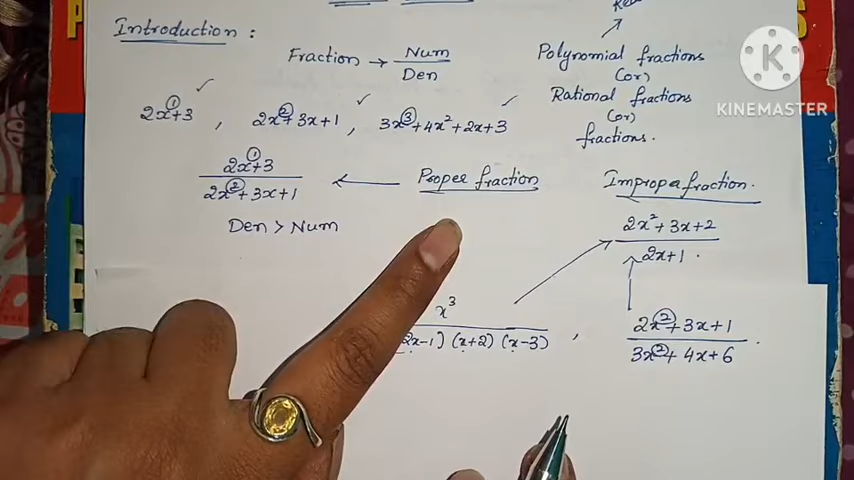 Introduction :
Fraction → Num
Den
Polynomial fractions
(or)
Rational fractions
(or)
fractions.
K
KINEMASTER
2x+3 , 2x²+3x+1 , 3x³+4x²+2x+3
2x+3
2x²+3x+1
Proper fraction
Den > Num
Improper fraction.
2x²+3x+2
2x+1 .
x³
2x-1) (x+2) (x-3) ,
2x²+3x+1
3x²+4x+6 .